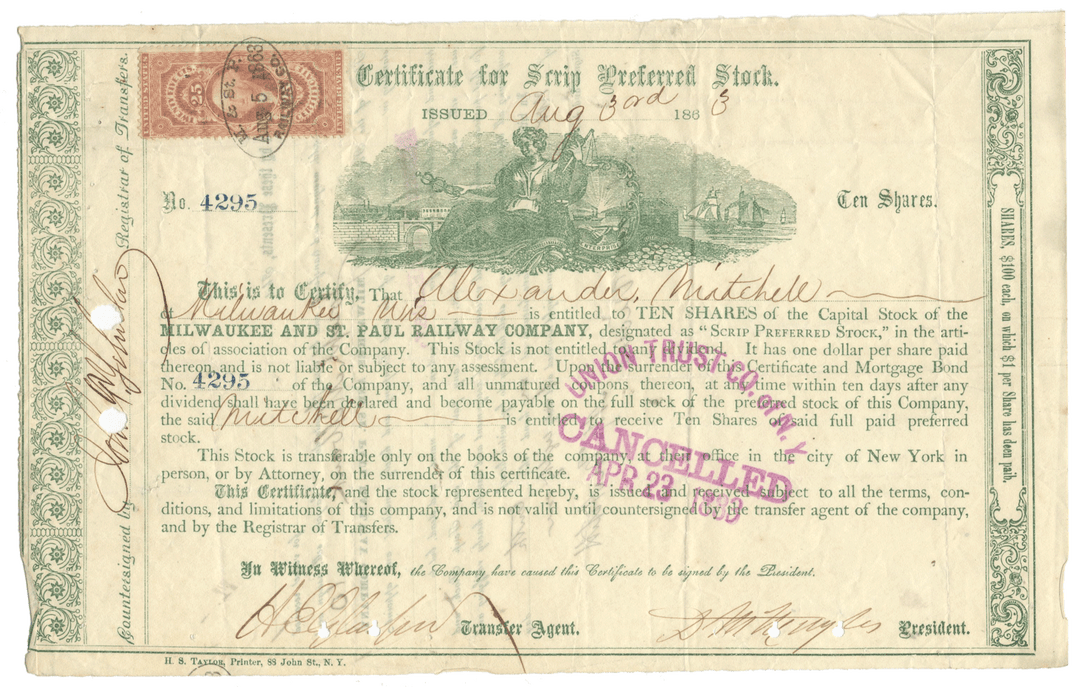 Certificate for Scrip Preferred Stock.
ISSUED Aug 3rd 1863
25
AUG 5 1863
No. 4295
Ten Shares.
This is to Certify, That Alexander Mitchell
of Milwaukee Wis is entitled to TEN SHARES of the Capital Stock of the
MILWAUKEE AND ST. PAUL RAILWAY COMPANY, designated as "SCRIP PREFERRED STOCK," in the arti-
cles of association of the Company. This Stock is not entitled to any dividend. It has one dollar per share paid
thereon, and is not liable or subject to any assessment. Upon the surrender of this Certificate and Mortgage Bond
No. 4295 of the Company, and all unmatured coupons thereon, at any time within ten days after any
dividend shall have been declared and become payable on the full stock of the preferred stock of this Company,
the said Mitchell is entitled to receive Ten Shares of said full paid preferred
stock.
This Stock is transferable only on the books of the company, at their office in the city of New York in
person, or by Attorney, on the surrender of this certificate.
This Certificate, and the stock represented hereby, is issued and received subject to all the terms, con-
ditions, and limitations of this company, and is not valid until countersigned by the transfer agent of the company,
and by the Registrar of Transfers.
UNION TRUST CO. OF N.Y.
CANCELLED
APR 23
In Witness Whereof, the Company have caused this Certificate to be signed by the President.
Transfer Agent.
President.
H. S. TAYLOR, Printer, 88 John St., N. Y.
Countersigned by Registrar of Transfers.
SHARES, $100 each, on which $1 per Share has been paid.